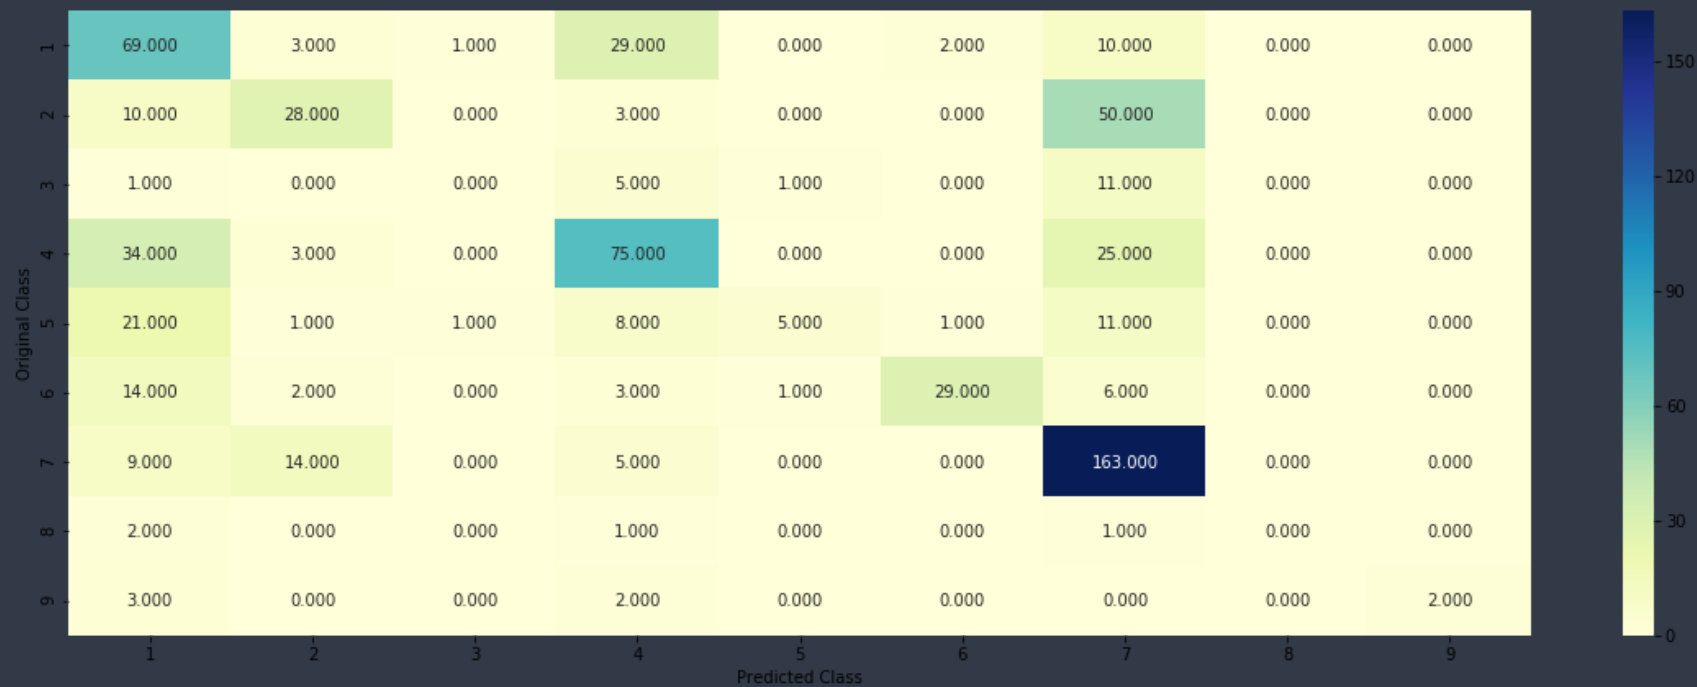 1 69.000 3.000 1.000 29.000 0.000 2.000 10.000 0.000 0.000
2 10.000 28.000 0.000 3.000 0.000 0.000 50.000 0.000 0.000
3 1.000 0.000 0.000 5.000 1.000 0.000 11.000 0.000 0.000
4 34.000 3.000 0.000 75.000 0.000 0.000 25.000 0.000 0.000
5 21.000 1.000 1.000 8.000 5.000 1.000 11.000 0.000 0.000
6 14.000 2.000 0.000 3.000 1.000 29.000 6.000 0.000 0.000
7 9.000 14.000 0.000 5.000 0.000 0.000 163.000 0.000 0.000
8 2.000 0.000 0.000 1.000 0.000 0.000 1.000 0.000 0.000
9 3.000 0.000 0.000 2.000 0.000 0.000 0.000 0.000 2.000
1 2 3 4 5 6 7 8 9
Predicted Class
Original Class
150
120
90
60
30
0